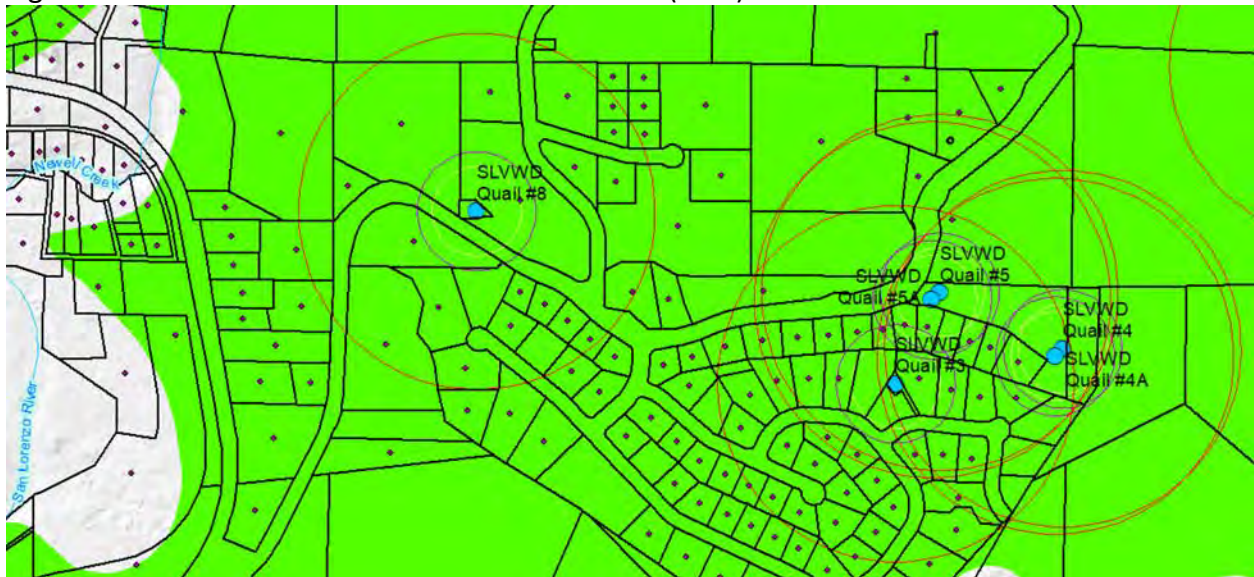 SLVWD
Quail #8
Newell Creek
SLVWD
Quail #5
SLVWD
Quail #5A
SLVWD
Quail #4
SLVWD
Quail #3
SLVWD
Quail #4A
San Lorenzo River